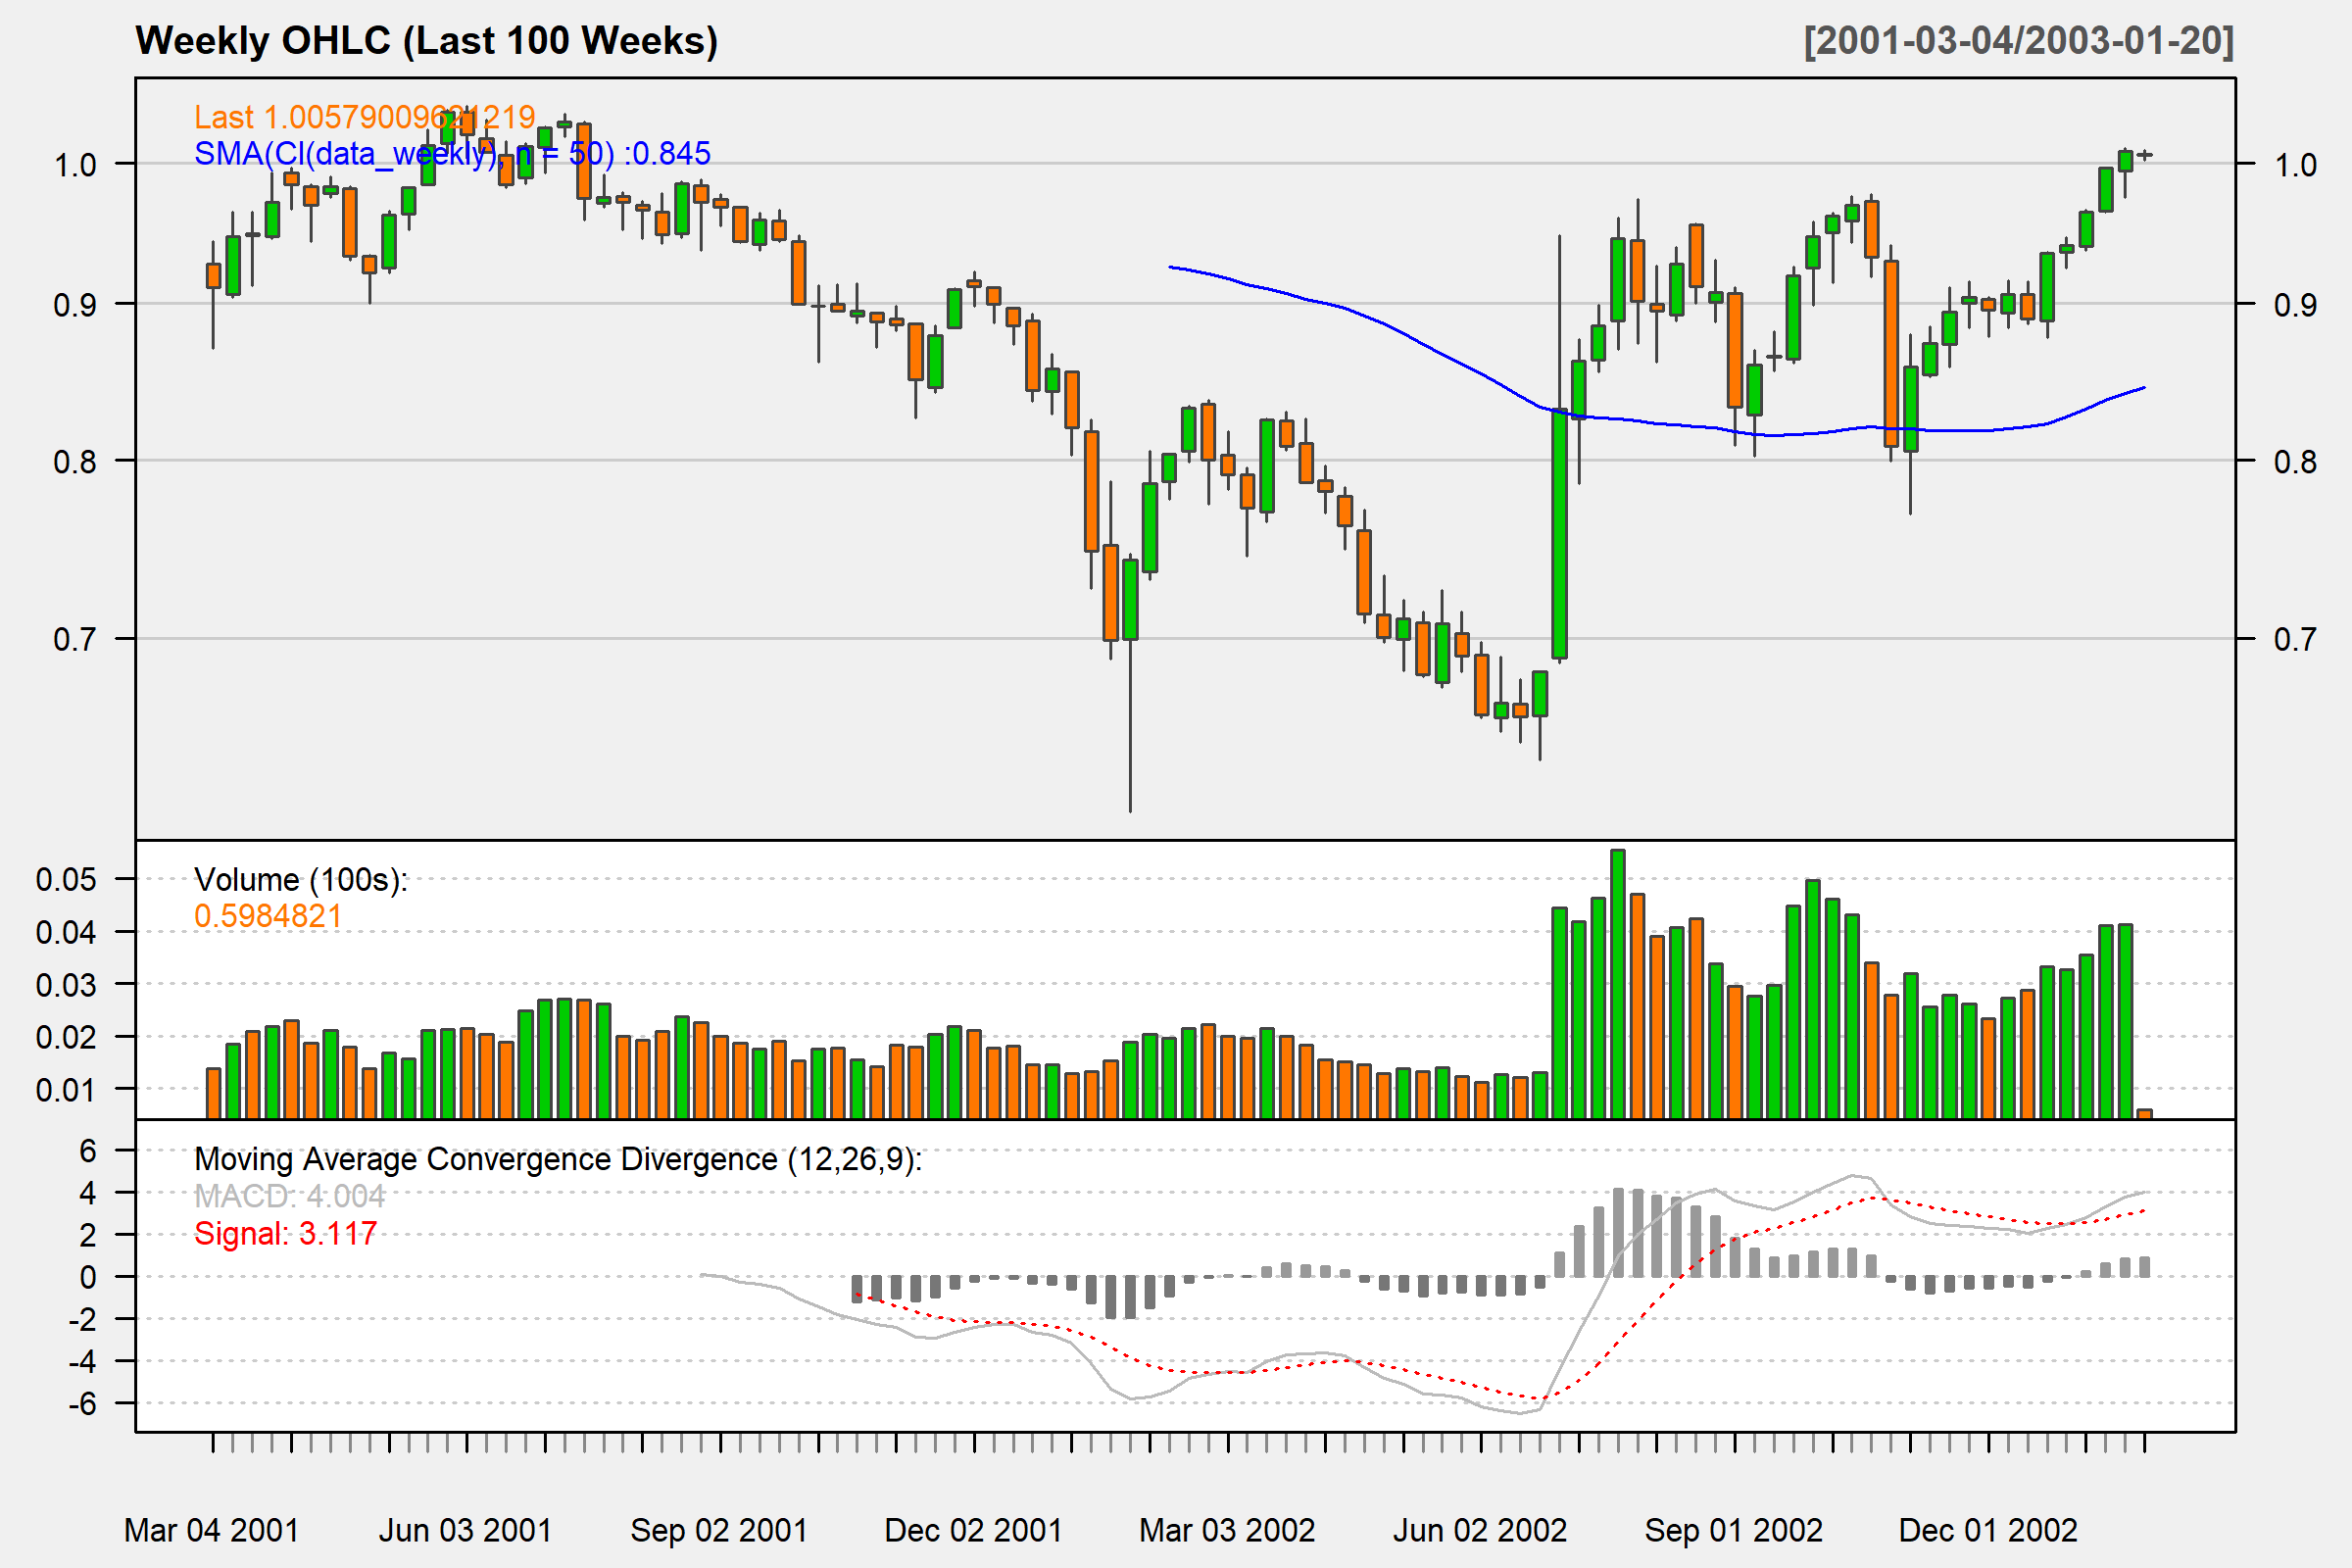 Weekly OHLC (Last 100 Weeks) [2001-03-04/2003-01-20]
Last 1.00579009621219
SMA(Cl(data_weekly), n = 50) :0.845
1.0 1.0
0.9 0.9
0.8 0.8
0.7 0.7
Volume (100s):
0.5984821
0.05
0.04
0.03
0.02
0.01
Moving Average Convergence Divergence (12,26,9):
MACD: 4.004
Signal: 3.117
6
4
2
0
-2
-4
-6
Mar 04 2001 Jun 03 2001 Sep 02 2001 Dec 02 2001 Mar 03 2002 Jun 02 2002 Sep 01 2002 Dec 01 2002